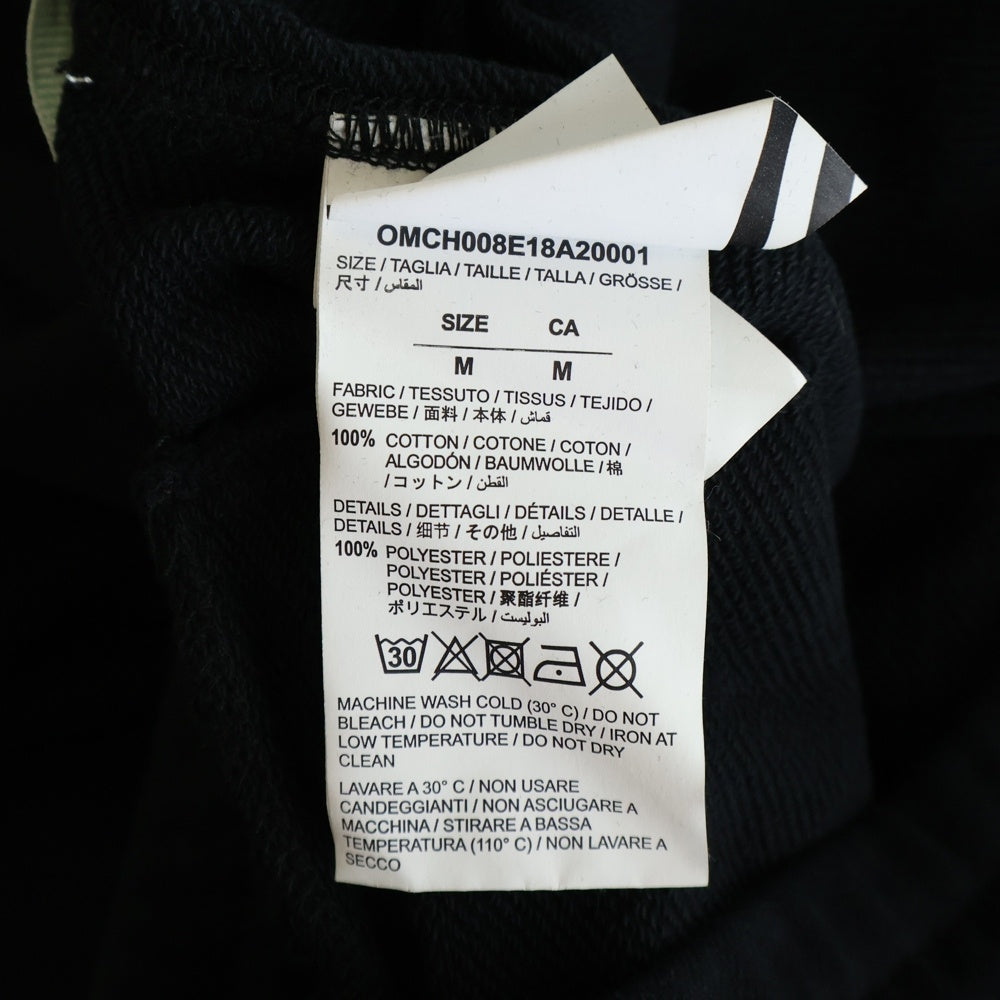 OMCH008E18A20001
SIZE / TAGLIA / TAILLE / TALLA / GRÖSSE /
尺寸 / المقاس /
SIZE CA
M M
FABRIC / TESSUTO / TISSUS / TEJIDO /
GEWEBE / 面料 / 本体 / قماش /
100% COTTON / COTONE / COTON /
ALGODÓN / BAUMWOLLE / 棉
/ コットン / القطن /
DETAILS / DETTAGLI / DÉTAILS / DETALLE /
DETAILS / 细节 / その他 / التفاصيل /
100% POLYESTER / POLIESTERE /
POLYESTER / POLIÉSTER /
POLYESTER / 聚酯纤维 /
ポリエステル / البوليست /
30
MACHINE WASH COLD (30° C) / DO NOT
BLEACH / DO NOT TUMBLE DRY / IRON AT
LOW TEMPERATURE / DO NOT DRY
CLEAN
LAVARE A 30° C / NON USARE
CANDEGGIANTI / NON ASCIUGARE A
MACCHINA / STIRARE A BASSA
TEMPERATURA (110° C) / NON LAVARE A
SECCO